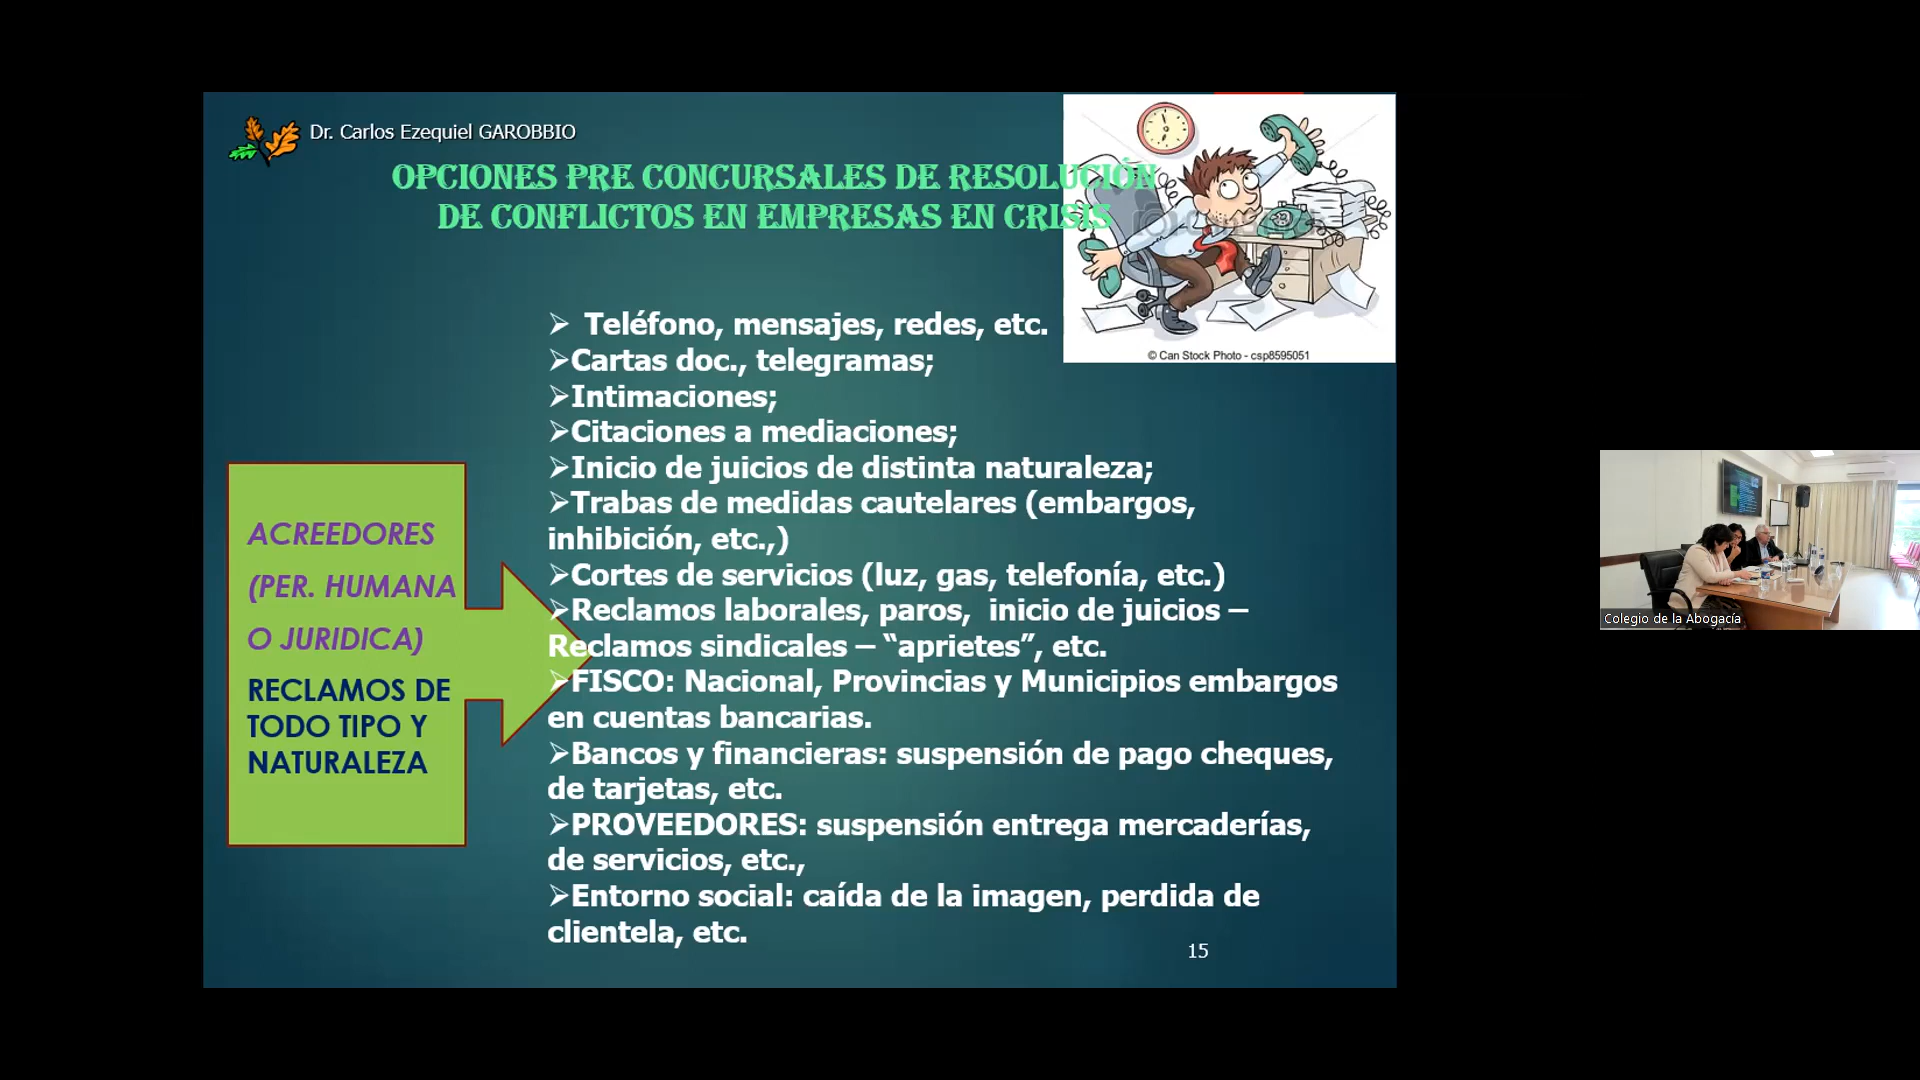 Dr. Carlos Ezequiel GAROBBIO
OPCIONES PRE CONCURSALES DE RESOLUCIÓN
DE CONFLICTOS EN EMPRESAS EN CRISIS
© Can Stock Photo - csp8595051
ACREEDORES
(PER. HUMANA
O JURIDICA)
RECLAMOS DE
TODO TIPO Y
NATURALEZA
➢ Teléfono, mensajes, redes, etc.
➢Cartas doc., telegramas;
➢Intimaciones;
➢Citaciones a mediaciones;
➢Inicio de juicios de distinta naturaleza;
➢Trabas de medidas cautelares (embargos,
inhibición, etc.,)
➢Cortes de servicios (luz, gas, telefonía, etc.)
➢Reclamos laborales, paros,  inicio de juicios –
Reclamos sindicales – “aprietes”, etc.
➢FISCO: Nacional, Provincias y Municipios embargos
en cuentas bancarias.
➢Bancos y financieras: suspensión de pago cheques,
de tarjetas, etc.
➢PROVEEDORES: suspensión entrega mercaderías,
de servicios, etc.,
➢Entorno social: caída de la imagen, perdida de
clientela, etc.
15
Colegio de la Abogacía